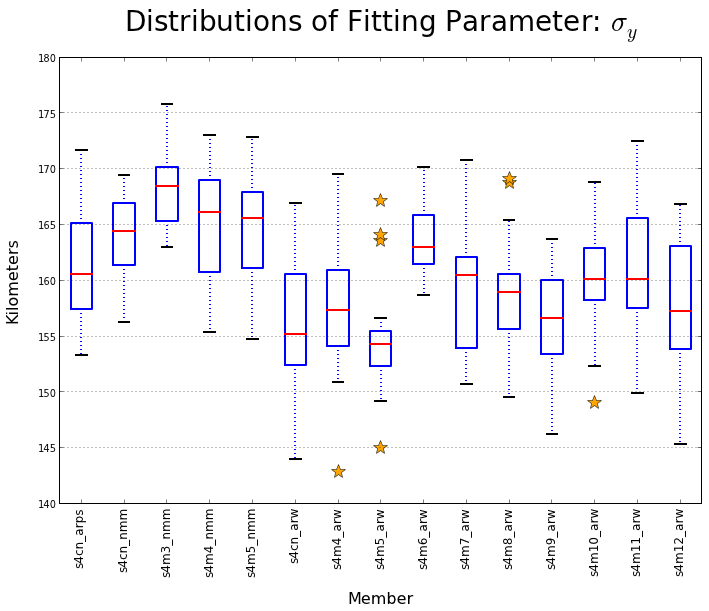 Distributions of Fitting Parameter: σy
Kilometers
180
175
170
165
160
155
150
145
140
s4cn_arps
s4cn_nmm
s4m3_nmm
s4m4_nmm
s4m5_nmm
s4cn_arw
s4m4_arw
s4m5_arw
s4m6_arw
s4m7_arw
s4m8_arw
s4m9_arw
s4m10_arw
s4m11_arw
s4m12_arw
Member